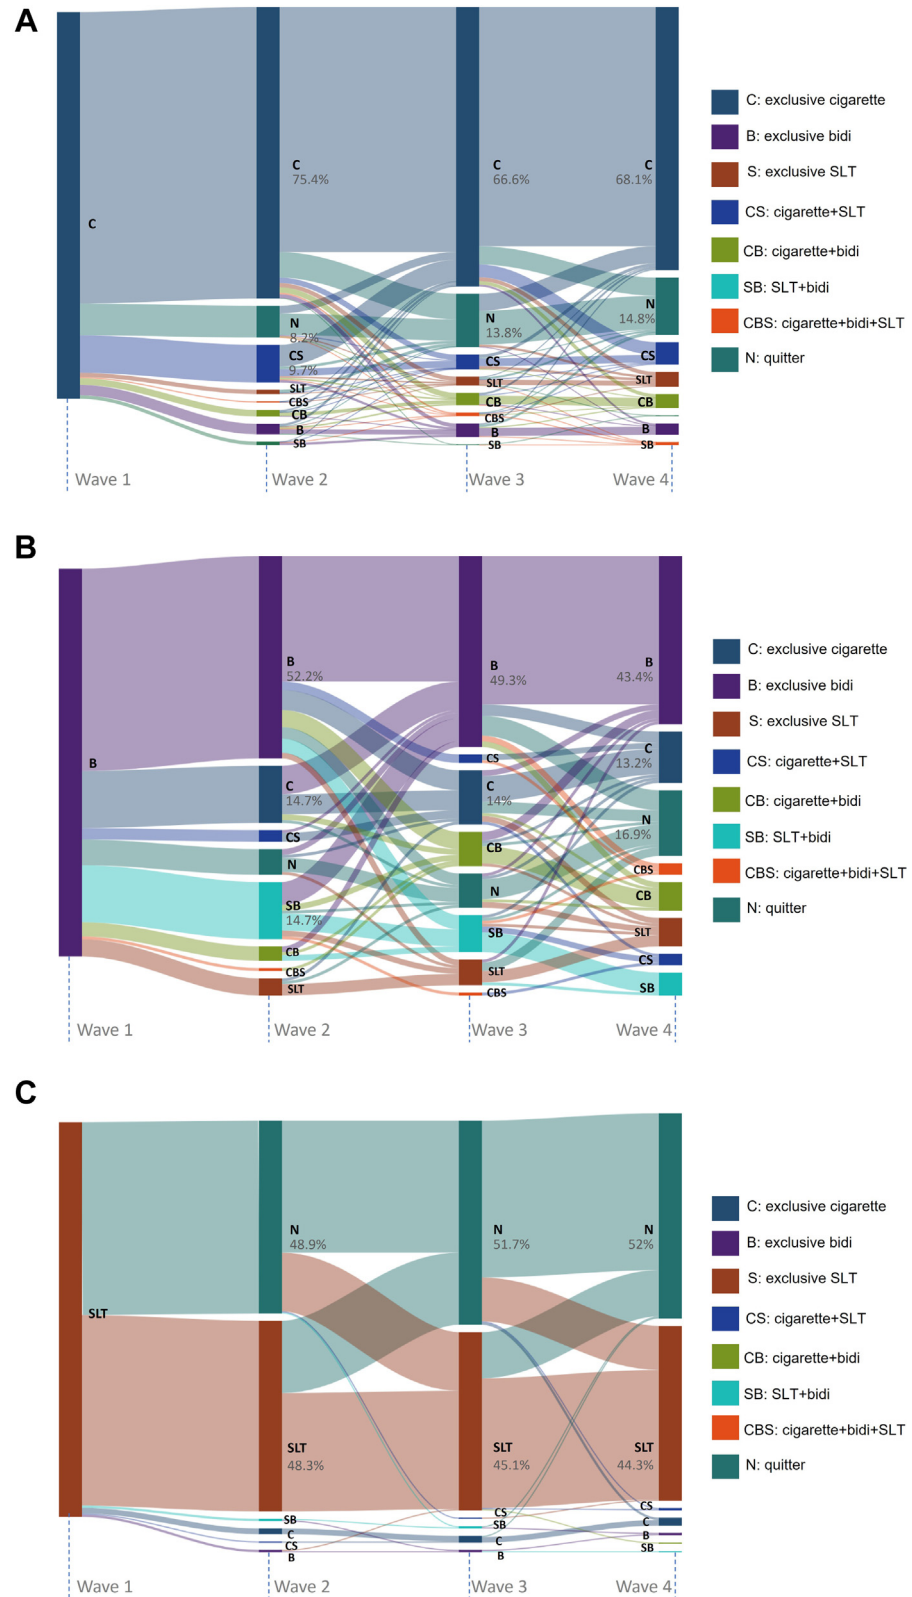 A
C
C
75.4%
N
8.2%
CS
9.7%
SLT
CBS
CB
B
SB
C
66.6%
N
13.8%
CS
SLT
CB
CBS
B
SB
C
68.1%
N
14.8%
CS
SLT
CB
B
SB
Wave 1
Wave 2
Wave 3
Wave 4
C: exclusive cigarette
B: exclusive bidi
S: exclusive SLT
CS: cigarette+SLT
CB: cigarette+bidi
SB: SLT+bidi
CBS: cigarette+bidi+SLT
N: quitter
B
B
B
52.2%
C
14.7%
CS
N
SB
14.7%
CB
CBS
SLT
B
49.3%
CS
C
14%
CB
N
SB
SLT
CBS
B
43.4%
C
13.2%
N
16.9%
CBS
CB
SLT
CS
SB
Wave 1
Wave 2
Wave 3
Wave 4
C: exclusive cigarette
B: exclusive bidi
S: exclusive SLT
CS: cigarette+SLT
CB: cigarette+bidi
SB: SLT+bidi
CBS: cigarette+bidi+SLT
N: quitter
C
SLT
N
48.9%
SLT
48.3%
SB
C
CS
B
N
51.7%
SLT
45.1%
CS
SB
C
B
N
52%
SLT
44.3%
CS
C
B
SB
Wave 1
Wave 2
Wave 3
Wave 4
C: exclusive cigarette
B: exclusive bidi
S: exclusive SLT
CS: cigarette+SLT
CB: cigarette+bidi
SB: SLT+bidi
CBS: cigarette+bidi+SLT
N: quitter